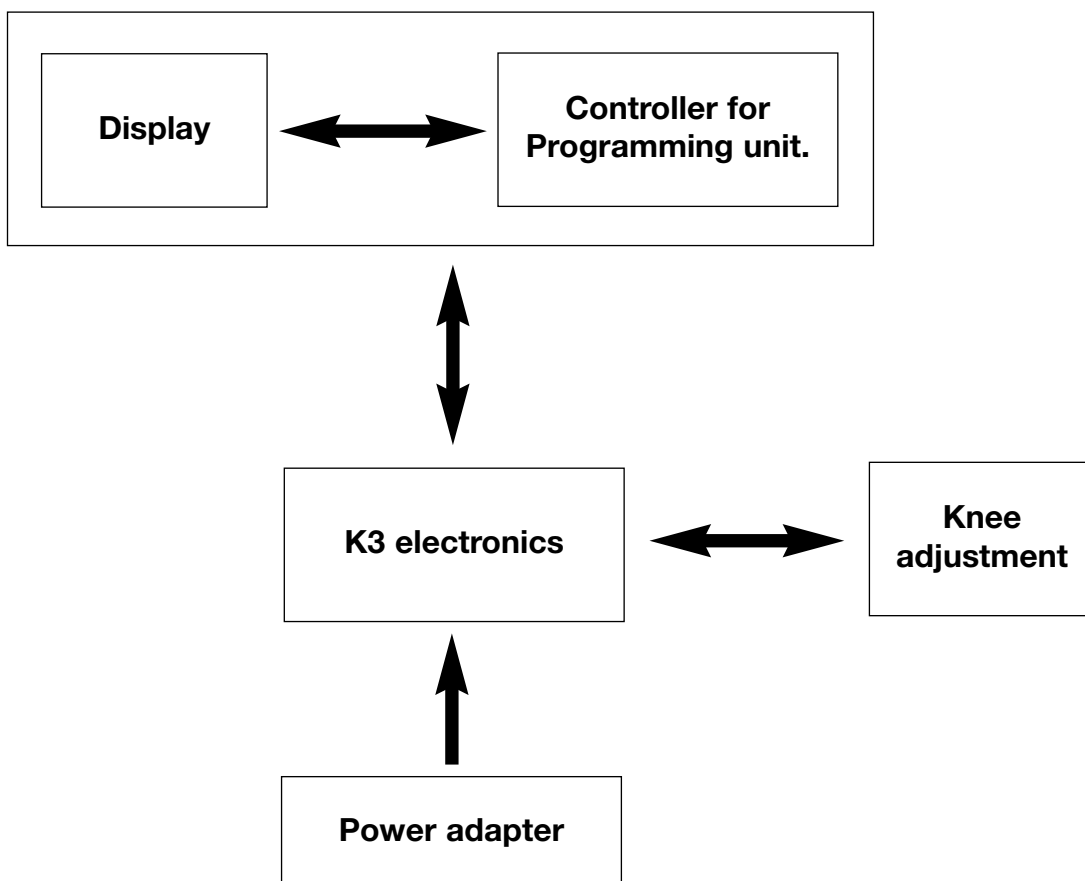 Display
Controller for
Programming unit.
K3 electronics
Knee
adjustment
Power adapter